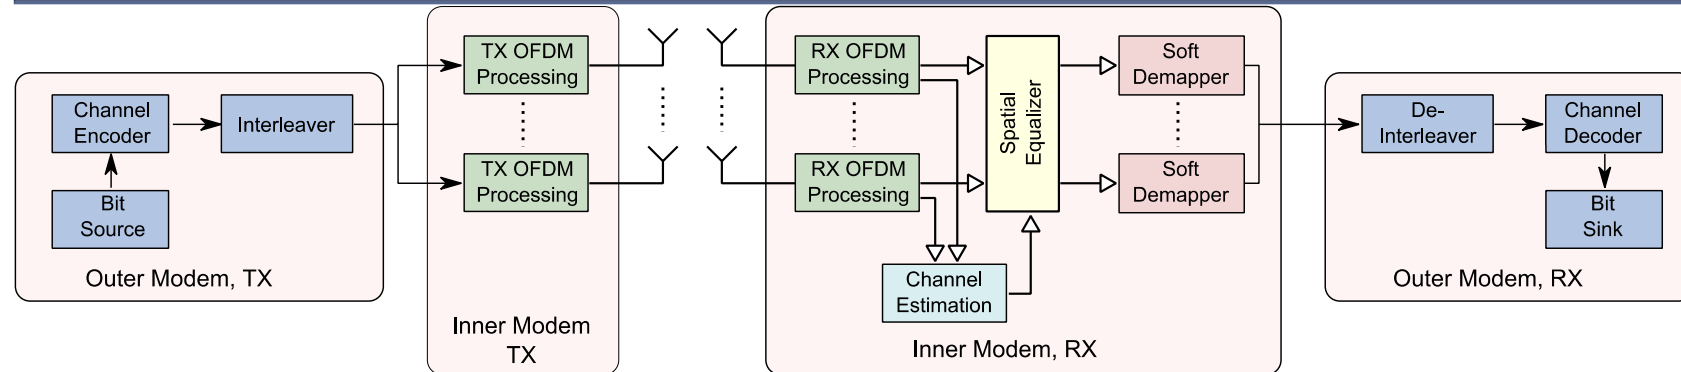 Channel
Encoder
Interleaver
Bit
Source
Outer Modem, TX
TX OFDM
Processing
TX OFDM
Processing
Inner Modem
TX
RX OFDM
Processing
RX OFDM
Processing
Spatial
Equalizer
Soft
Demapper
Soft
Demapper
Channel
Estimation
Inner Modem, RX
De-
Interleaver
Channel
Decoder
Bit
Sink
Outer Modem, RX